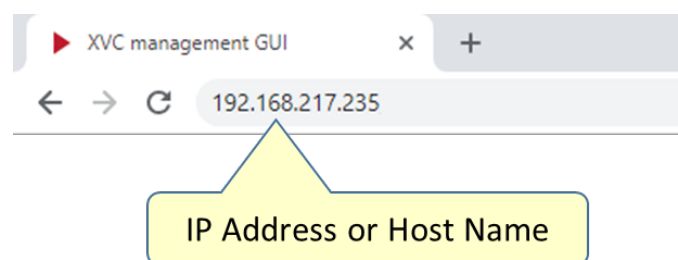 XVC management GUI
192.168.217.235
IP Address or Host Name